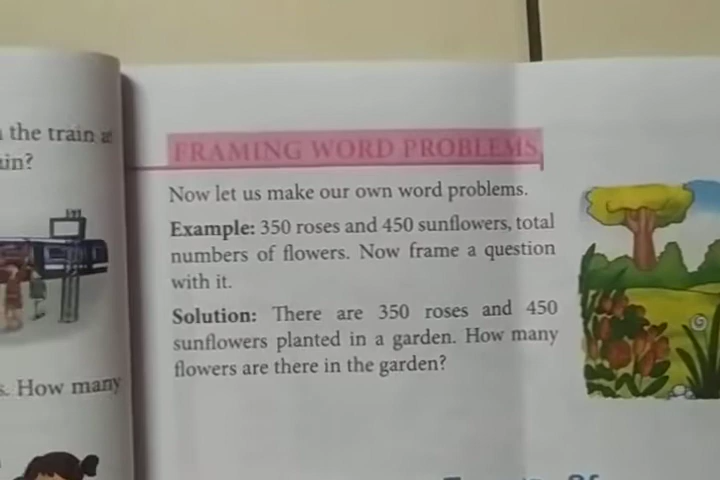 the train at
ain?
s. How many
FRAMING WORD PROBLEMS
Now let us make our own word problems.
Example: 350 roses and 450 sunflowers, total
numbers of flowers. Now frame a question
with it.
Solution: There are 350 roses and 450
sunflowers planted in a garden. How many
flowers are there in the garden?